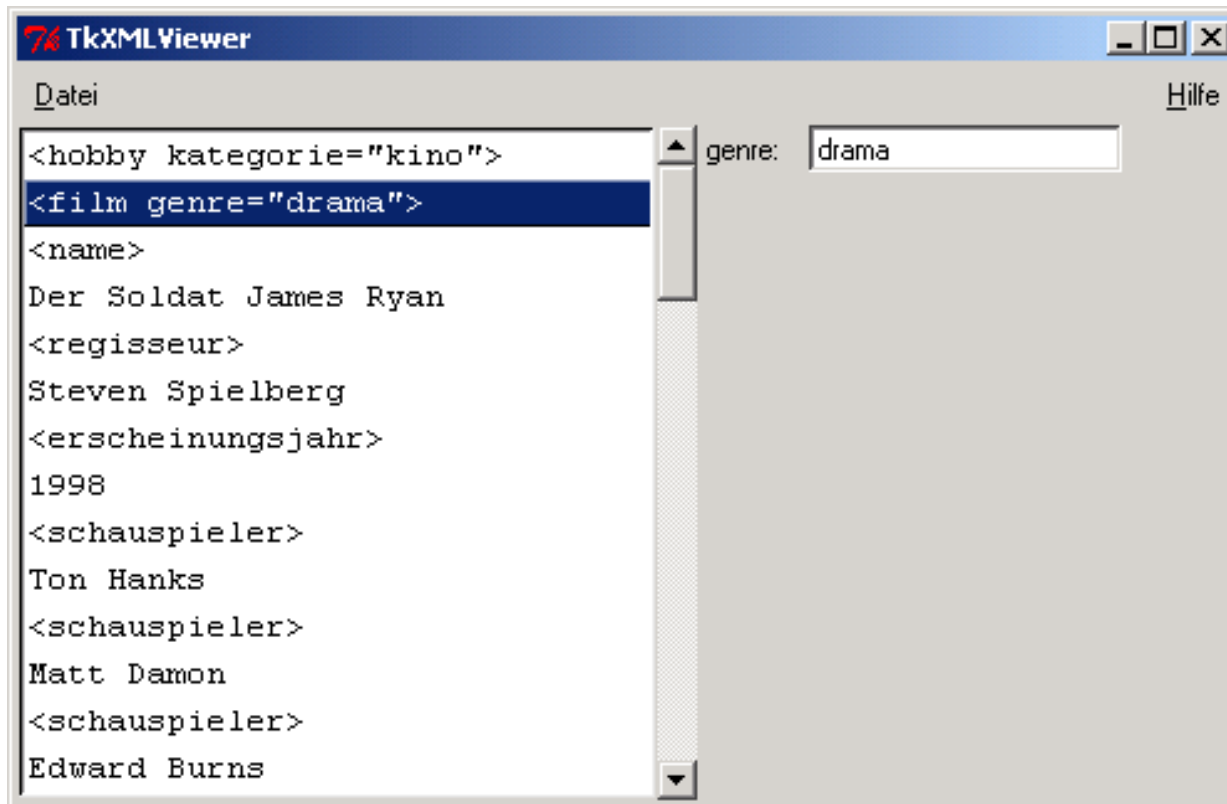 TkXMLViewer
Datei Hilfe
<hobby kategorie="kino">
<film genre="drama">
<name>
Der Soldat James Ryan
<regisseur>
Steven Spielberg
<erscheinungsjahr>
1998
<schauspieler>
Ton Hanks
<schauspieler>
Matt Damon
<schauspieler>
Edward Burns
genre: drama